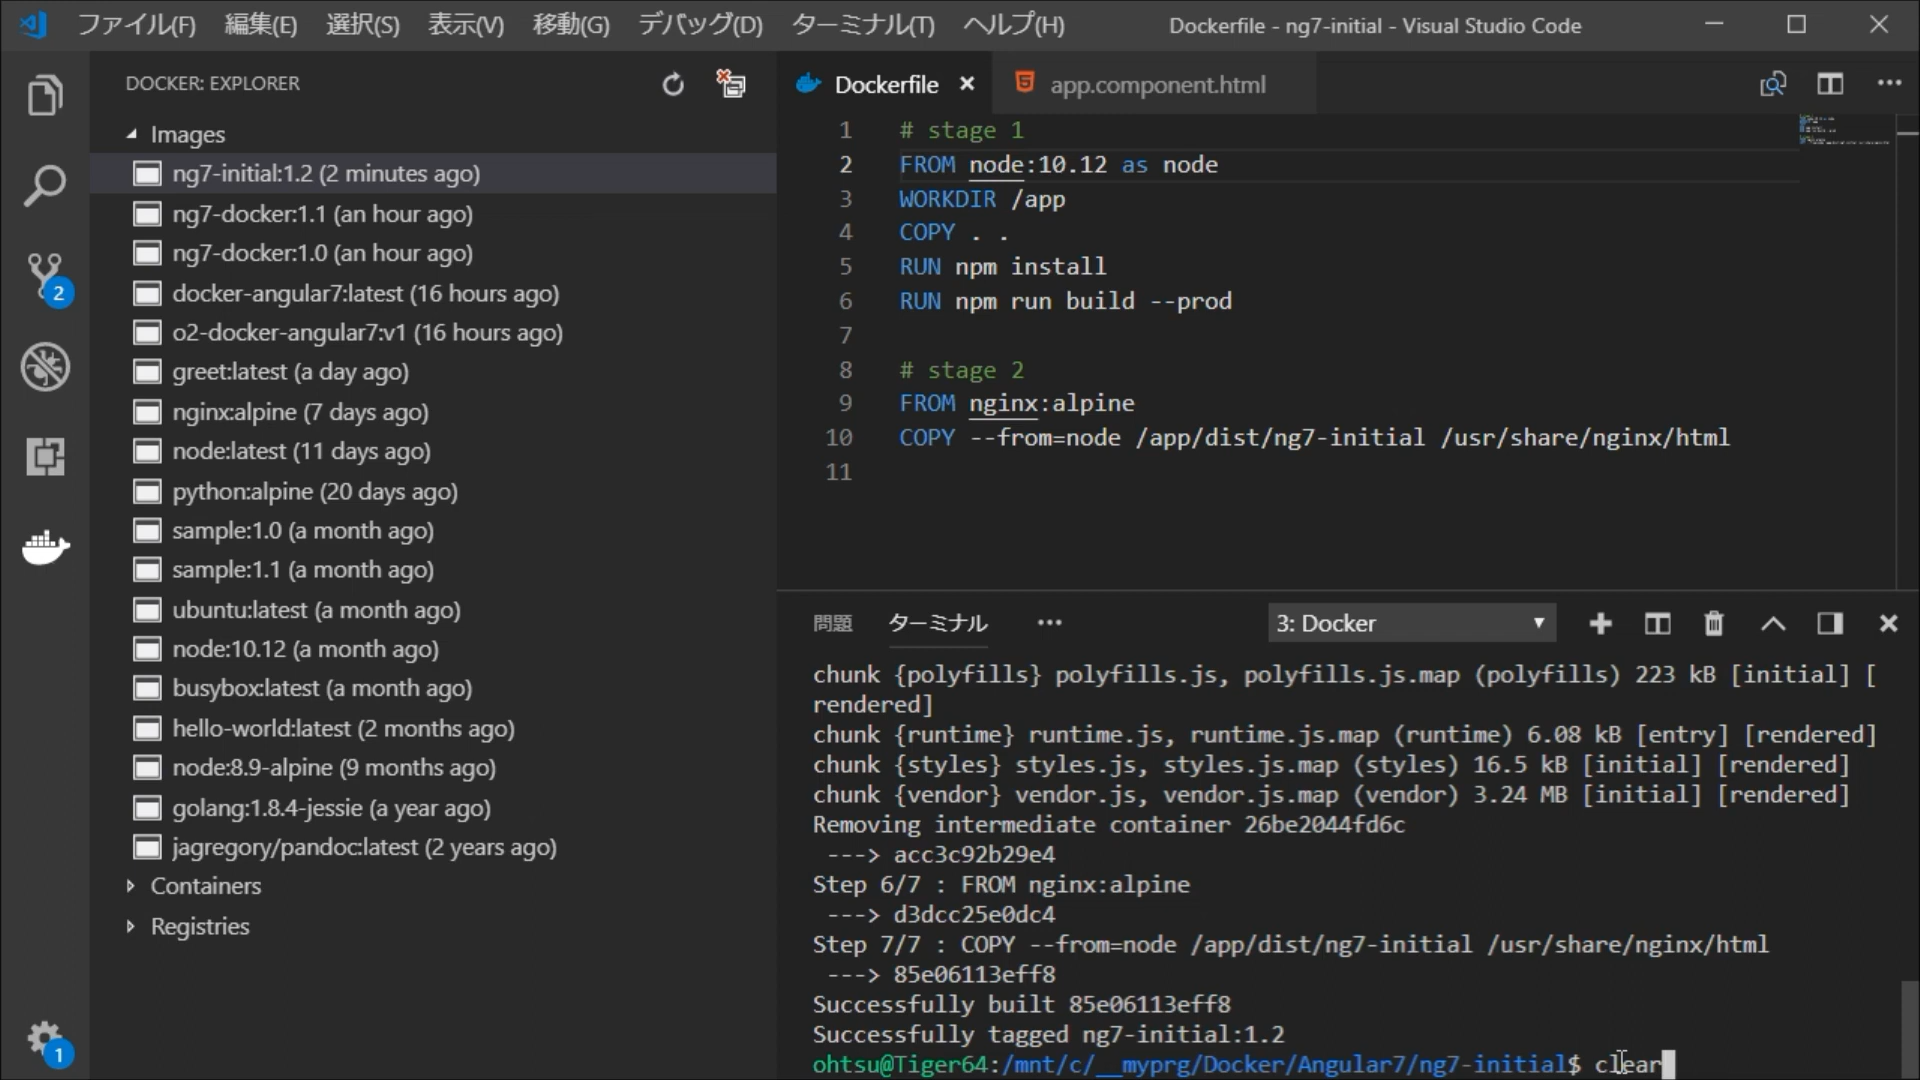 ファイル(F) 編集(E) 選択(S) 表示(V) 移動(G) デバッグ(D) ターミナル(T) ヘルプ(H) Dockerfile - ng7-initial - Visual Studio Code
DOCKER: EXPLORER
Images
ng7-initial:1.2 (2 minutes ago)
ng7-docker:1.1 (an hour ago)
ng7-docker:1.0 (an hour ago)
docker-angular7:latest (16 hours ago)
o2-docker-angular7:v1 (16 hours ago)
greet:latest (a day ago)
nginx:alpine (7 days ago)
node:latest (11 days ago)
python:alpine (20 days ago)
sample:1.0 (a month ago)
sample:1.1 (a month ago)
ubuntu:latest (a month ago)
node:10.12 (a month ago)
busybox:latest (a month ago)
hello-world:latest (2 months ago)
node:8.9-alpine (9 months ago)
golang:1.8.4-jessie (a year ago)
jagregory/pandoc:latest (2 years ago)
Containers
Registries
2
1
Dockerfile app.component.html
1 # stage 1
2 FROM node:10.12 as node
3 WORKDIR /app
4 COPY . .
5 RUN npm install
6 RUN npm run build --prod
7
8 # stage 2
9 FROM nginx:alpine
10 COPY --from=node /app/dist/ng7-initial /usr/share/nginx/html
11
問題 ターミナル 3: Docker
chunk {polyfills} polyfills.js, polyfills.js.map (polyfills) 223 kB [initial] [
rendered]
chunk {runtime} runtime.js, runtime.js.map (runtime) 6.08 kB [entry] [rendered]
chunk {styles} styles.js, styles.js.map (styles) 16.5 kB [initial] [rendered]
chunk {vendor} vendor.js, vendor.js.map (vendor) 3.24 MB [initial] [rendered]
Removing intermediate container 26be2044fd6c
---> acc3c92b29e4
Step 6/7 : FROM nginx:alpine
---> d3dcc25e0dc4
Step 7/7 : COPY --from=node /app/dist/ng7-initial /usr/share/nginx/html
---> 85e06113eff8
Successfully built 85e06113eff8
Successfully tagged ng7-initial:1.2
ohtsu@Tiger64:/mnt/c/__myprg/Docker/Angular7/ng7-initial$ clear